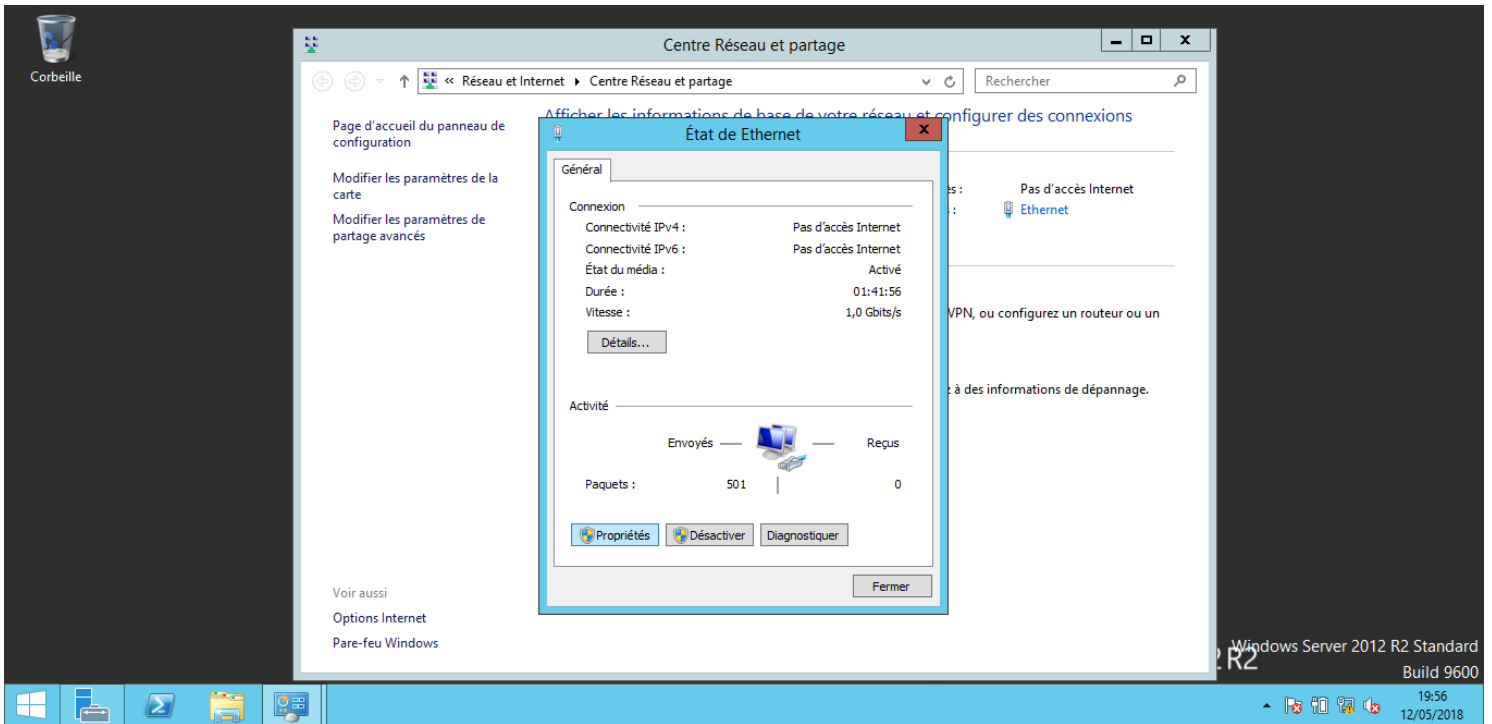 Corbeille
Centre Réseau et partage
« Réseau et Internet Centre Réseau et partage
Rechercher
Page d'accueil du panneau de
configuration
Modifier les paramètres de la
carte
Modifier les paramètres de
partage avancés
Voir aussi
Options Internet
Pare-feu Windows
Afficher les informations de base de votre réseau et configurer des connexions
Pas d'accès Internet
Ethernet
VPN, ou configurez un routeur ou un
à des informations de dépannage.
État de Ethernet
Général
Connexion
Connectivité IPv4 : Pas d'accès Internet
Connectivité IPv6 : Pas d'accès Internet
État du média : Activé
Durée : 01:41:56
Vitesse : 1,0 Gbits/s
Détails...
Activité
Envoyés — — Reçus
Paquets : 501 0
Propriétés Désactiver Diagnostiquer
Fermer
R2
Windows Server 2012 R2 Standard
Build 9600
19:56
12/05/2018